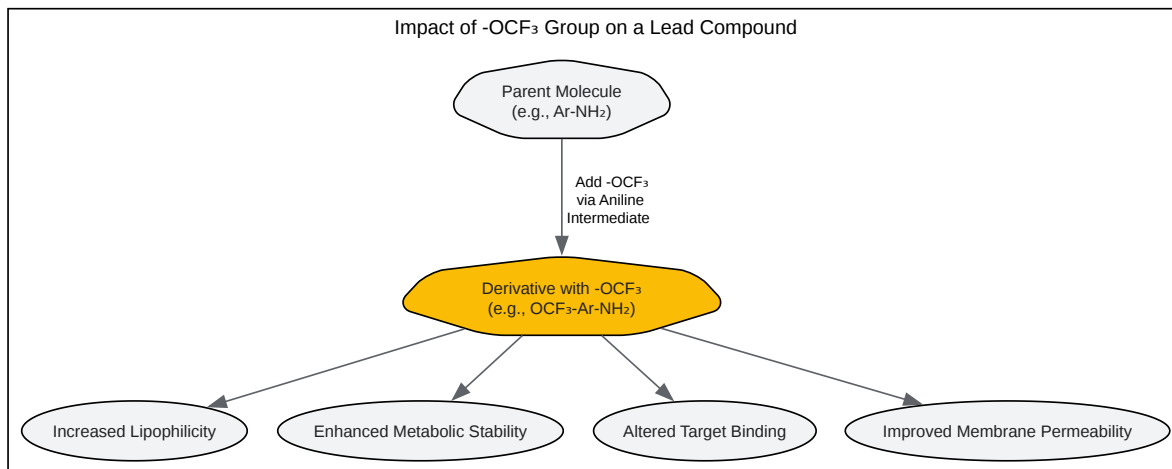 Impact of -OCF₃ Group on a Lead Compound
Parent Molecule
(e.g., Ar-NH₂)
Add -OCF₃
via Aniline
Intermediate
Derivative with -OCF₃
(e.g., OCF₃-Ar-NH₂)
Increased Lipophilicity
Enhanced Metabolic Stability
Altered Target Binding
Improved Membrane Permeability